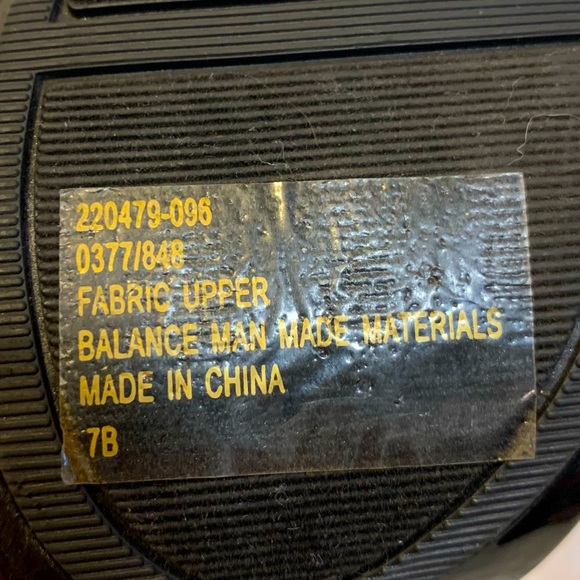 220479-096
0377/848
FABRIC UPPER
BALANCE MAN MADE MATERIALS
MADE IN CHINA
7B